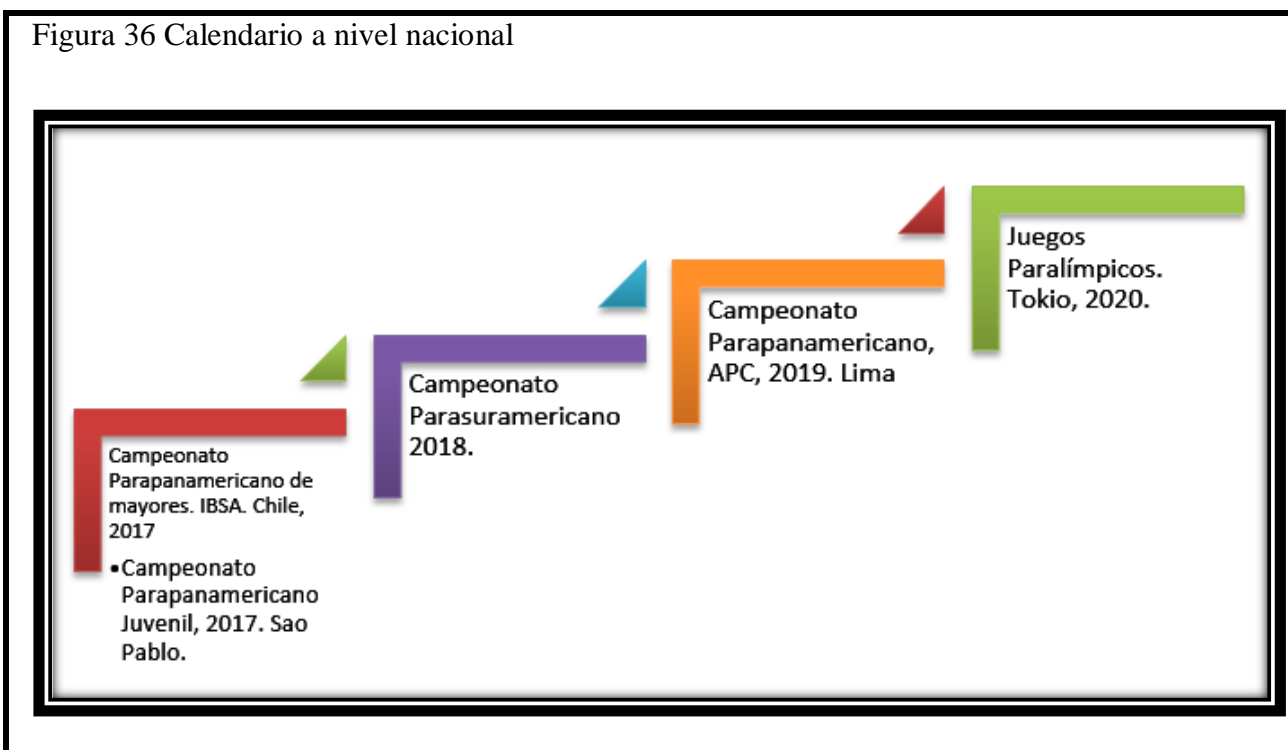 Figura 36 Calendario a nivel nacional
Campeonato
Parapanamericano de
mayores. IBSA. Chile,
2017
•Campeonato
Parapanamericano
Juvenil, 2017. Sao
Pablo.
Campeonato
Parasuramericano
2018.
Campeonato
Parapanamericano,
APC, 2019. Lima
Juegos
Paralímpicos.
Tokio, 2020.